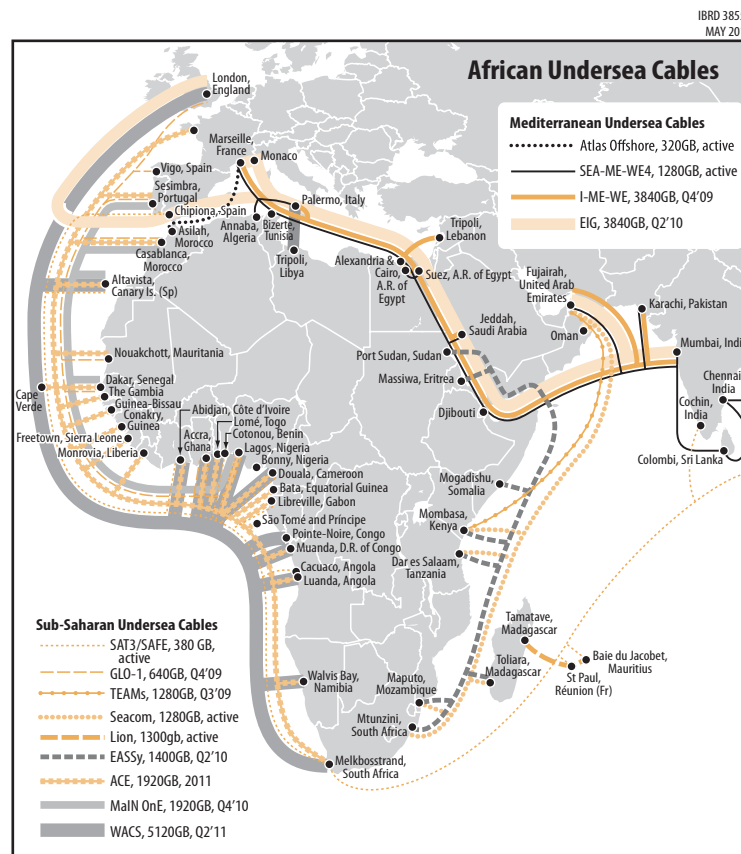 IBRD 385
MAY 20
African Undersea Cables
Mediterranean Undersea Cables
Atlas Offshore, 320GB, active
SEA-ME-WE4, 1280GB, active
I-ME-WE, 3840GB, Q4'09
EIG, 3840GB, Q2'10
London,
England
Marseille,
France
Monaco
Vigo, Spain
Sesimbra,
Portugal
Chipiona, Spain
Asilah,
Morocco
Casablanca,
Morocco
Annaba,
Algeria
Bizerte,
Tunisia
Palermo, Italy
Tripoli,
Libya
Tripoli,
Lebanon
Alexandria &
Cairo,
A.R. of
Egypt
Suez, A.R. of Egypt
Fujairah,
United Arab
Emirates
Karachi, Pakistan
Oman
Mumbai, Indi
Jeddah,
Saudi Arabia
Port Sudan, Sudan
Massiwa, Eritrea
Djibouti
Chennai
India
Cochin,
India
Colombi, Sri Lanka
Altavista,
Canary Is. (Sp)
Nouakchott, Mauritania
Cape
Verde
Dakar, Senegal
The Gambia
Guinea-Bissau
Conakry,
Guinea
Freetown, Sierra Leone
Monrovia, Liberia
Abidjan, Côte d'Ivoire
Accra,
Ghana
Lomé, Togo
Cotonou, Benin
Lagos, Nigeria
Bonny, Nigeria
Douala, Cameroon
Bata, Equatorial Guinea
Libreville, Gabon
São Tomé and Príncipe
Pointe-Noire, Congo
Muanda, D.R. of Congo
Cacuaco, Angola
Luanda, Angola
Mogadishu,
Somalia
Mombasa,
Kenya
Dar es Salaam,
Tanzania
Tamatave,
Madagascar
Toliara,
Madagascar
Baie du Jacobet,
Mauritius
St Paul,
Réunion (Fr)
Walvis Bay,
Namibia
Maputo,
Mozambique
Mtunzini,
South Africa
Melkbosstrand,
South Africa
Sub-Saharan Undersea Cables
SAT3/SAFE, 380 GB,
active
GLO-1, 640GB, Q4'09
TEAMs, 1280GB, Q3'09
Seacom, 1280GB, active
Lion, 1300gb, active
EASSy, 1400GB, Q2'10
ACE, 1920GB, 2011
MaIN OnE, 1920GB, Q4'10
WACS, 5120GB, Q2'11